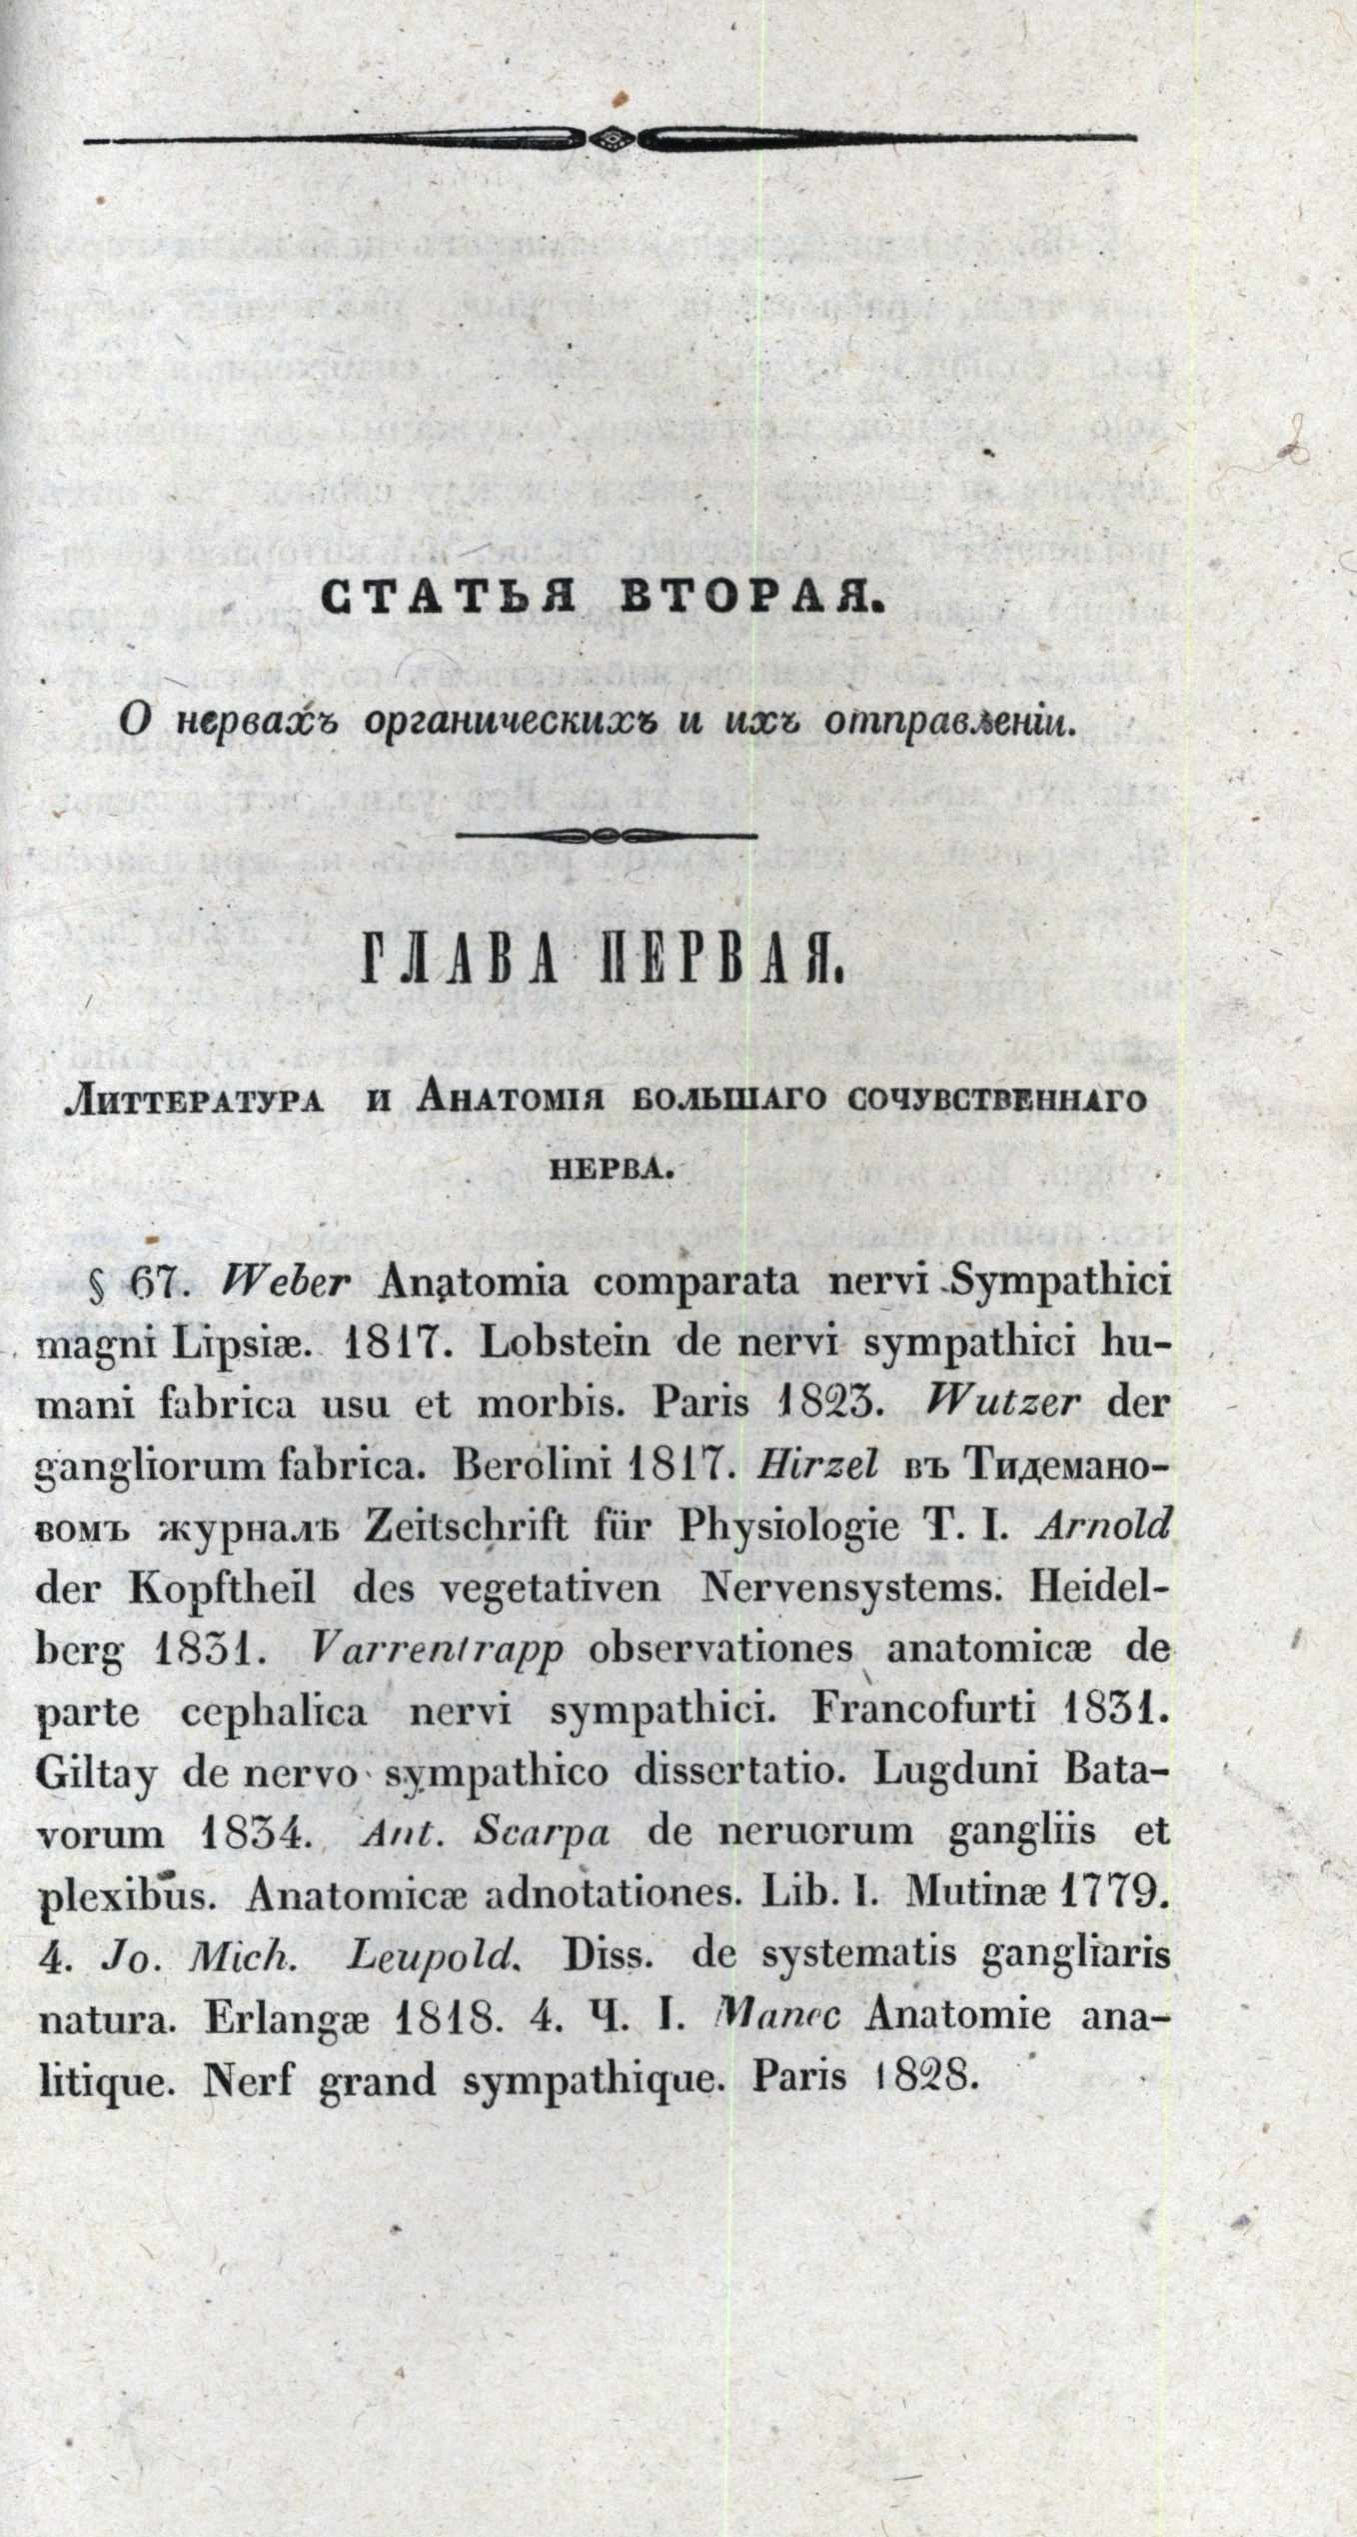 СТАТЬЯ ВТОРАЯ.
О нервахъ органическихъ и ихъ отправленіи.
ГЛАВА ПЕРВАЯ.
Литтература и Анатомія большаго сочувственнаго
нерва.
§ 67. Weber Anatomia comparata nervi Sympathici
magni Lipsiæ. 1817. Lobstein de nervi sympathici hu-
mani fabrica usu et morbis. Paris 1823. Wutzer der
gangliorum fabrica. Berolini 1817. Hirzel въ Тидемано-
вомъ журналѣ Zeitschrift für Physiologie T. I. Arnold
der Kopftheil des vegetativen Nervensystems. Heidel-
berg 1831. Varrentrapp observationes anatomicæ de
parte cephalica nervi sympathici. Francofurti 1831.
Giltay de nervo sympathico dissertatio. Lugduni Bata-
vorum 1834. Ant. Scarpa de neruorum gangliis et
plexibus. Anatomicæ adnotationes. Lib. I. Mutinæ 1779.
4. Jo. Mich. Leupold. Diss. de systematis gangliaris
natura. Erlangæ 1818. 4. Ч. I. Manec Anatomie ana-
litique. Nerf grand sympathique. Paris 1828.